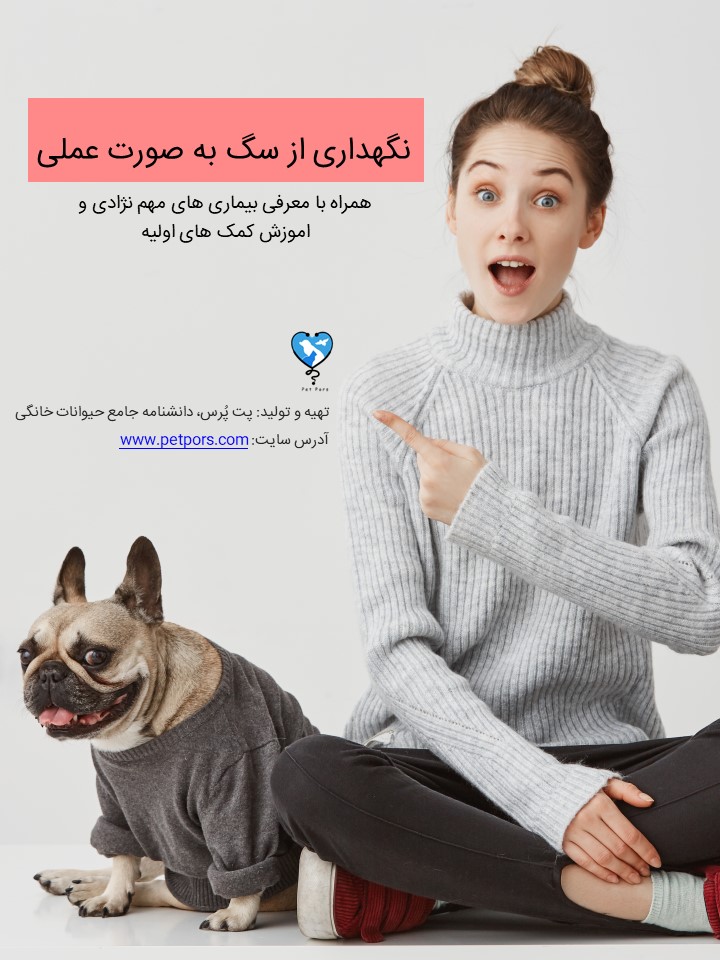 نگهداری از سگ به صورت عملی
همراه با معرفی بیماری های مهم نژادی و
اموزش کمک های اولیه
Pet Pors
تهیه و تولید: پت پُرس، دانشنامه جامع حیوانات خانگی
آدرس سایت: www.petpors.com